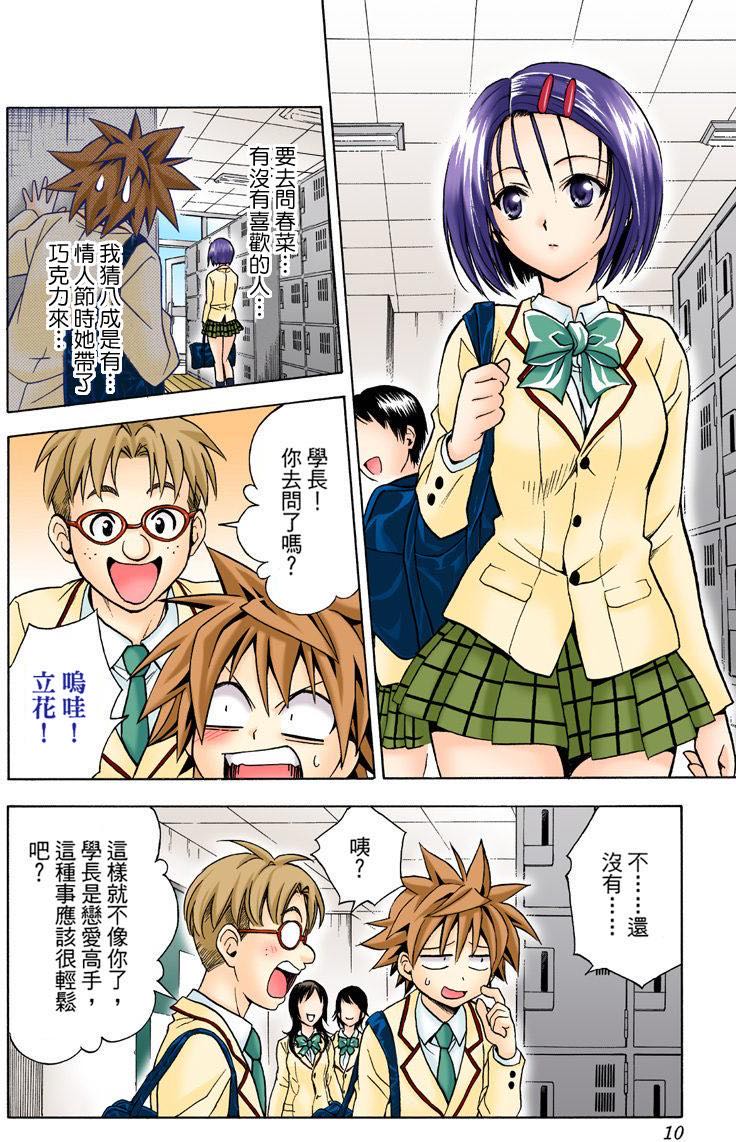 要去問春菜…
有沒有喜歡的人…
我猜八成是有…
情人節時她帶了
巧克力來…
學長！
你去問了嗎？
嗚哇！
立花！
不……還
沒有……
咦？
這樣就不像你了，
學長是戀愛高手，
這種事應該很輕鬆
吧？
10